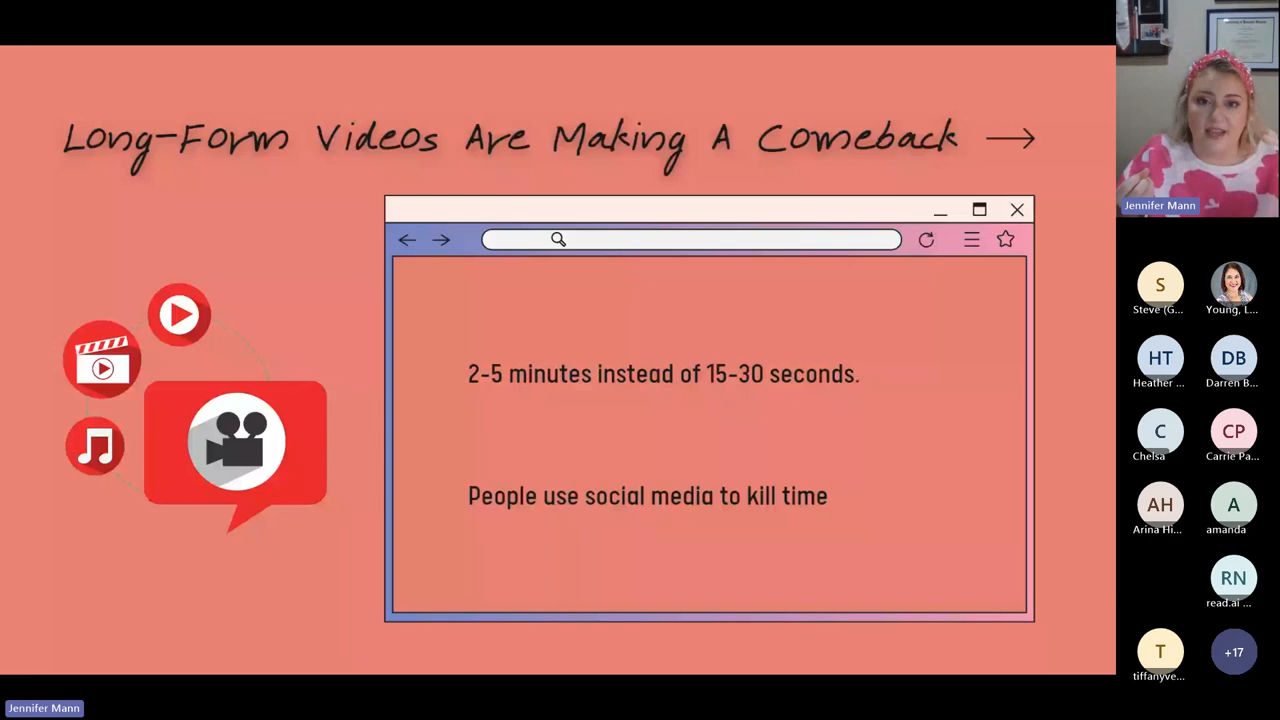 Long-Form Videos Are Making A Comeback
2-5 minutes instead of 15-30 seconds.
People use social media to kill time
Jennifer Mann
S
Steve (G...
Young, L...
HT
DB
Heather ...
Darren B...
C
CP
Chelsa
Carrie Pa...
AH
A
Arina Hi...
amanda
RN
read.ai ...
T
+17
tiffanyve...
Jennifer Mann